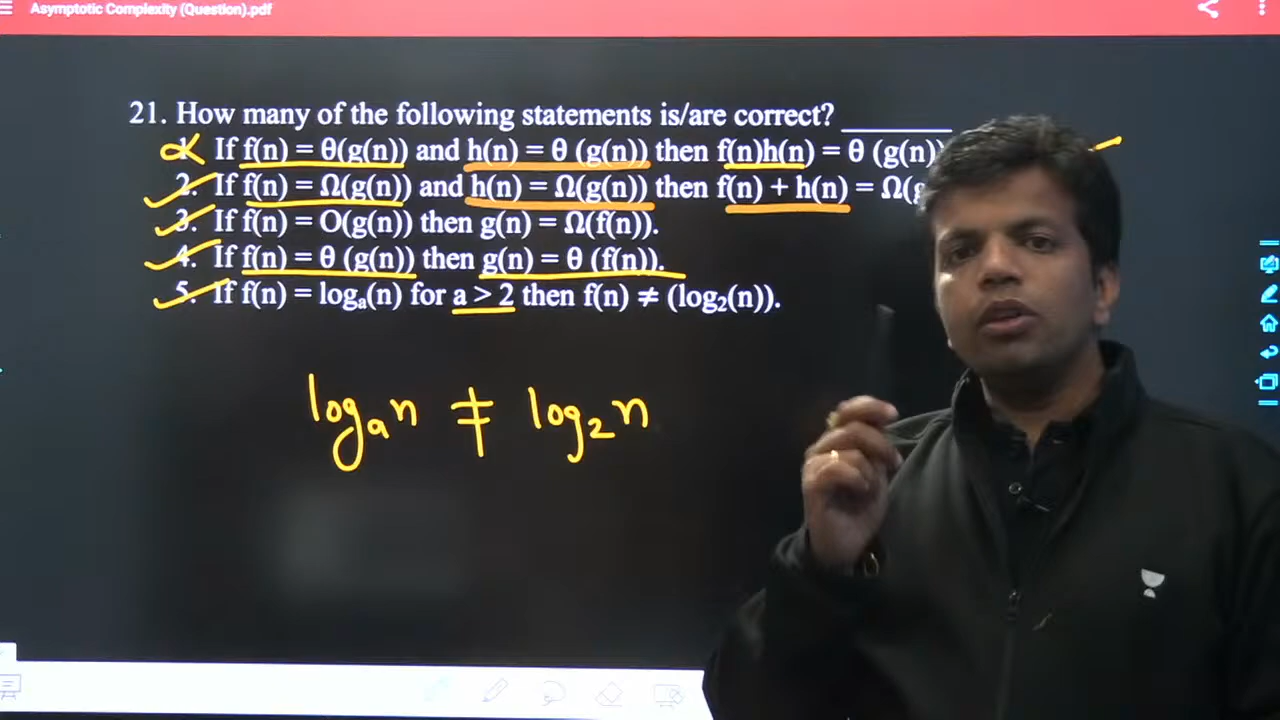 Asymptotic Complexity (Question).pdf
21. How many of the following statements is/are correct? ________
1. If f(n) = θ(g(n)) and h(n) = θ (g(n)) then f(n)h(n) = θ (g(n))
2. If f(n) = Ω(g(n)) and h(n) = Ω(g(n)) then f(n) + h(n) = Ω(g
3. If f(n) = O(g(n)) then g(n) = Ω(f(n)).
4. If f(n) = θ (g(n)) then g(n) = θ (f(n)).
5. If f(n) = logₐ(n) for a > 2 then f(n) ≠ (log₂(n)).
logₐn ≠ log₂n